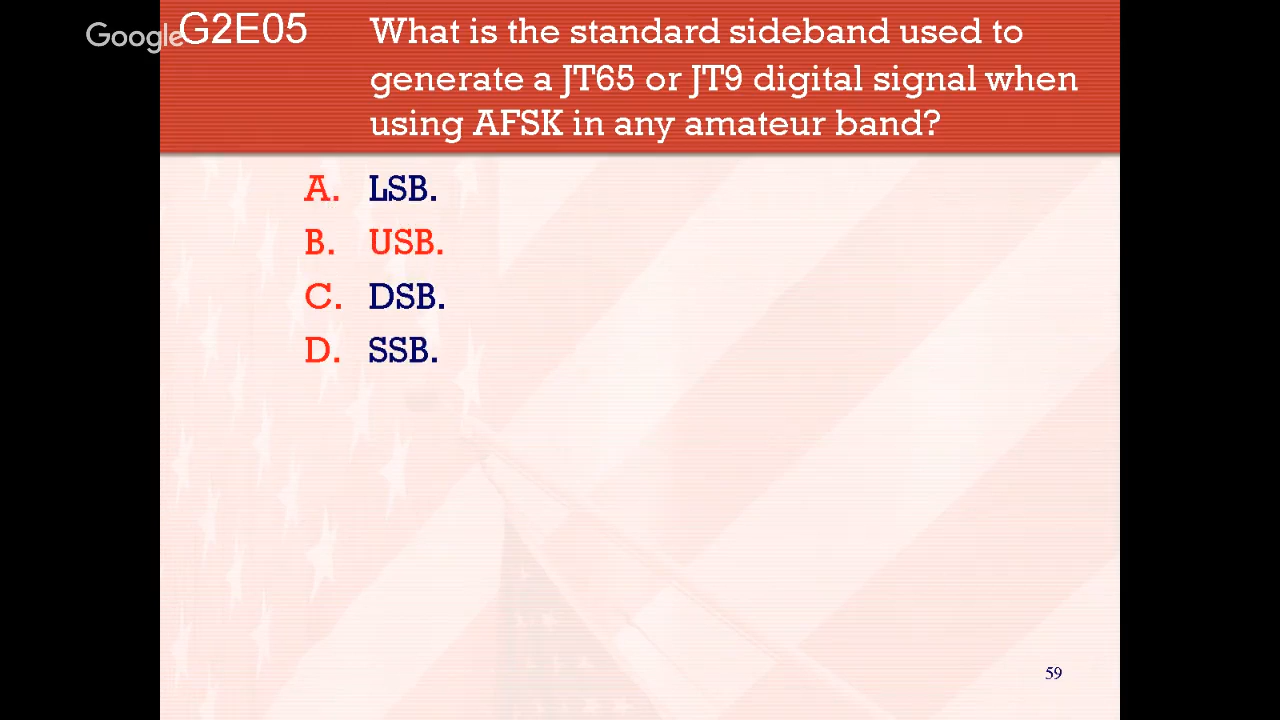 Google
G2E05
What is the standard sideband used to
generate a JT65 or JT9 digital signal when
using AFSK in any amateur band?
A. LSB.
B. USB.
C. DSB.
D. SSB.
59